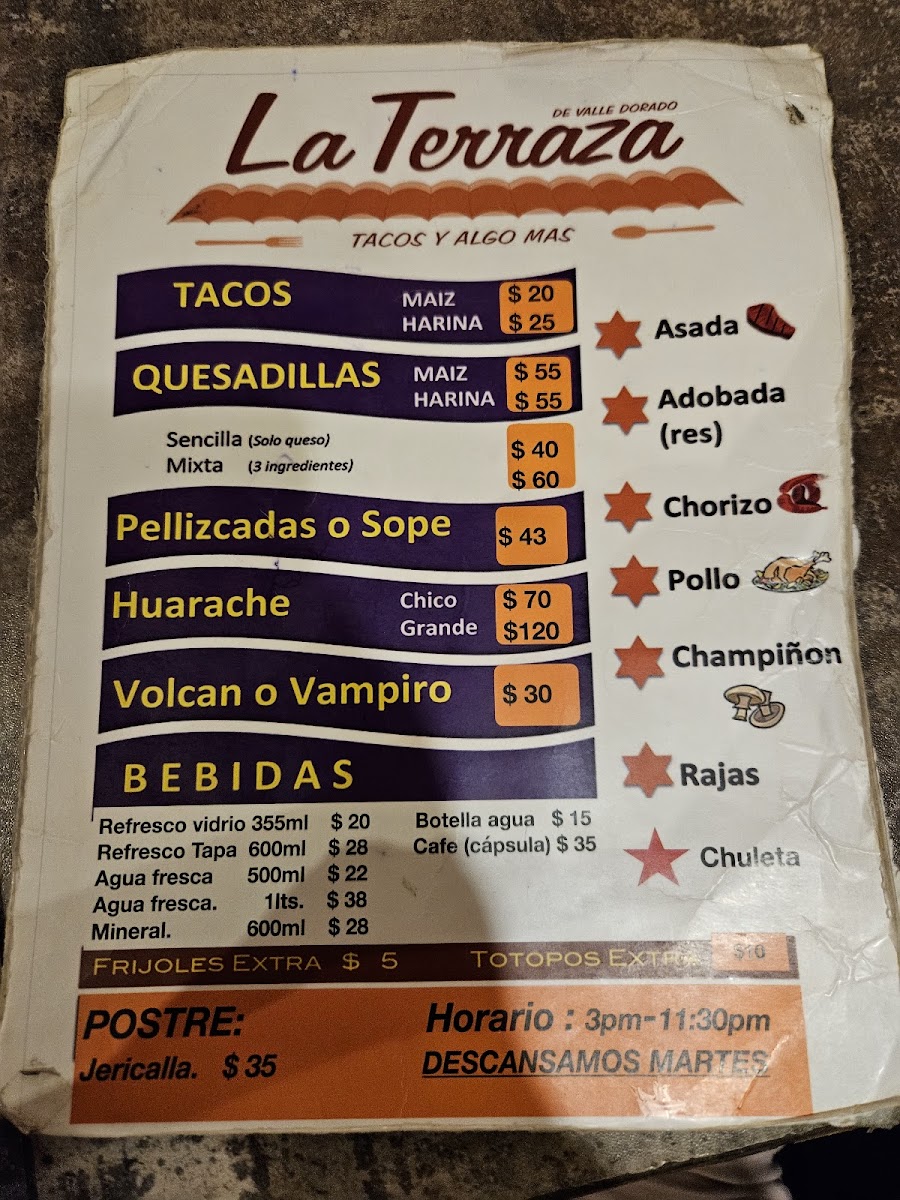 DE VALLE DORADO
La Terraza
TACOS Y ALGO MAS
TACOS MAIZ $ 20
HARINA $ 25
QUESADILLAS MAIZ $ 55
HARINA $ 55
Sencilla (Solo queso) $ 40
Mixta (3 ingredientes) $ 60
Pellizcadas o Sope $ 43
Huarache Chico $ 70
Grande $120
Volcan o Vampiro $ 30
Asada
Adobada
(res)
Chorizo
Pollo
Champiñon
Rajas
Chuleta
BEBIDAS
Refresco vidrio 355ml $ 20
Refresco Tapa 600ml $ 28
Agua fresca 500ml $ 22
Agua fresca. 1lts. $ 38
Mineral. 600ml $ 28
Botella agua $ 15
Cafe (cápsula) $ 35
FRIJOLES EXTRA $ 5 TOTOPOS EXTRA $10
POSTRE:
Jericalla. $ 35
Horario : 3pm-11:30pm
DESCANSAMOS MARTES